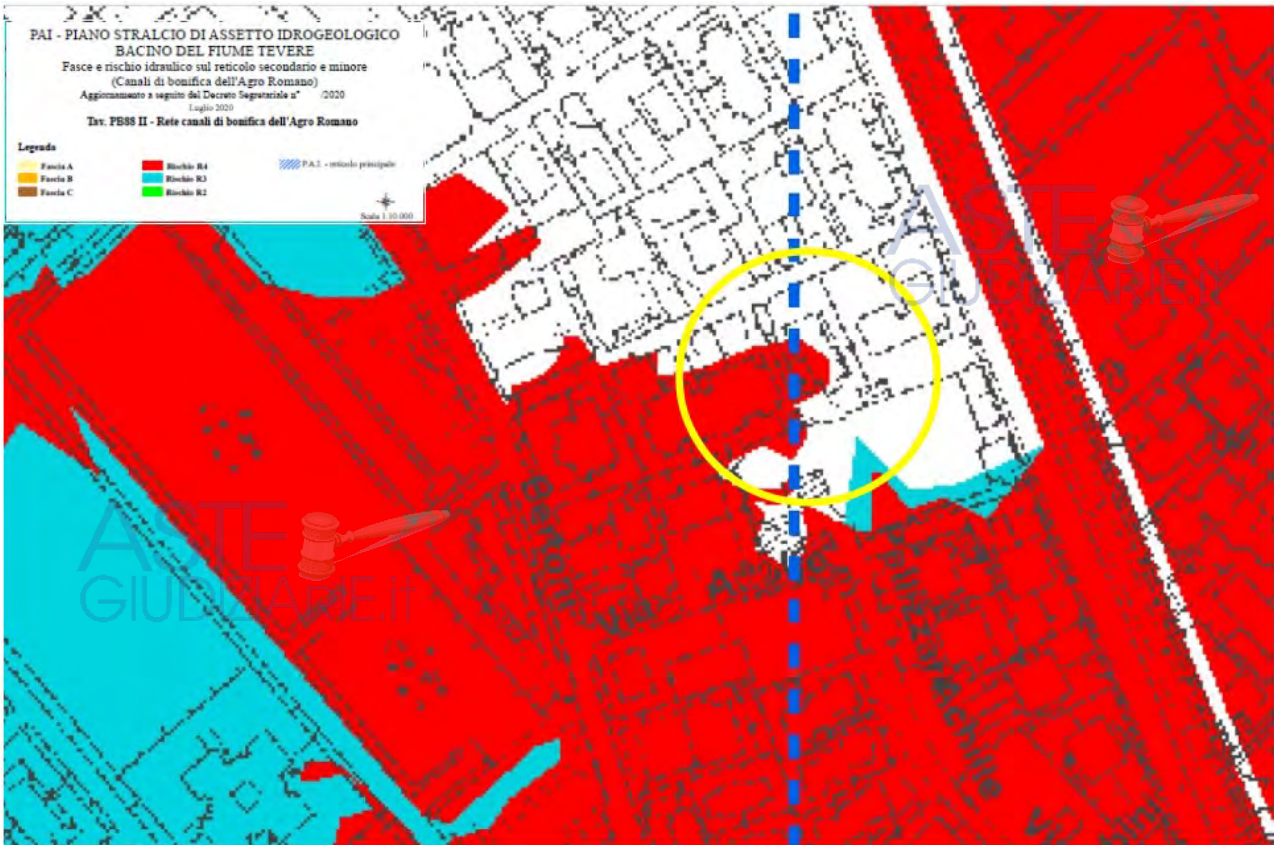 PAI - PIANO STRALCIO DI ASSETTO IDROGEOLOGICO
BACINO DEL FIUME TEVERE
Fasce e rischio idraulico sul reticolo secondario e minore
(Canali di bonifica dell'Agro Romano)
Aggiornamento a seguito del Decreto Segretariale n° /2020
Luglio 2020
Tav. PB88 II - Rete canali di bonifica dell'Agro Romano
Legenda
Fascia A
Fascia B
Fascia C
Rischio R4
Rischio R3
Rischio R2
P.A.I. - reticolo principale
Scala 1:10.000
ASTE
GIUDIZIARIE.it
ASTE
GIUDIZIARIE.it
Achille